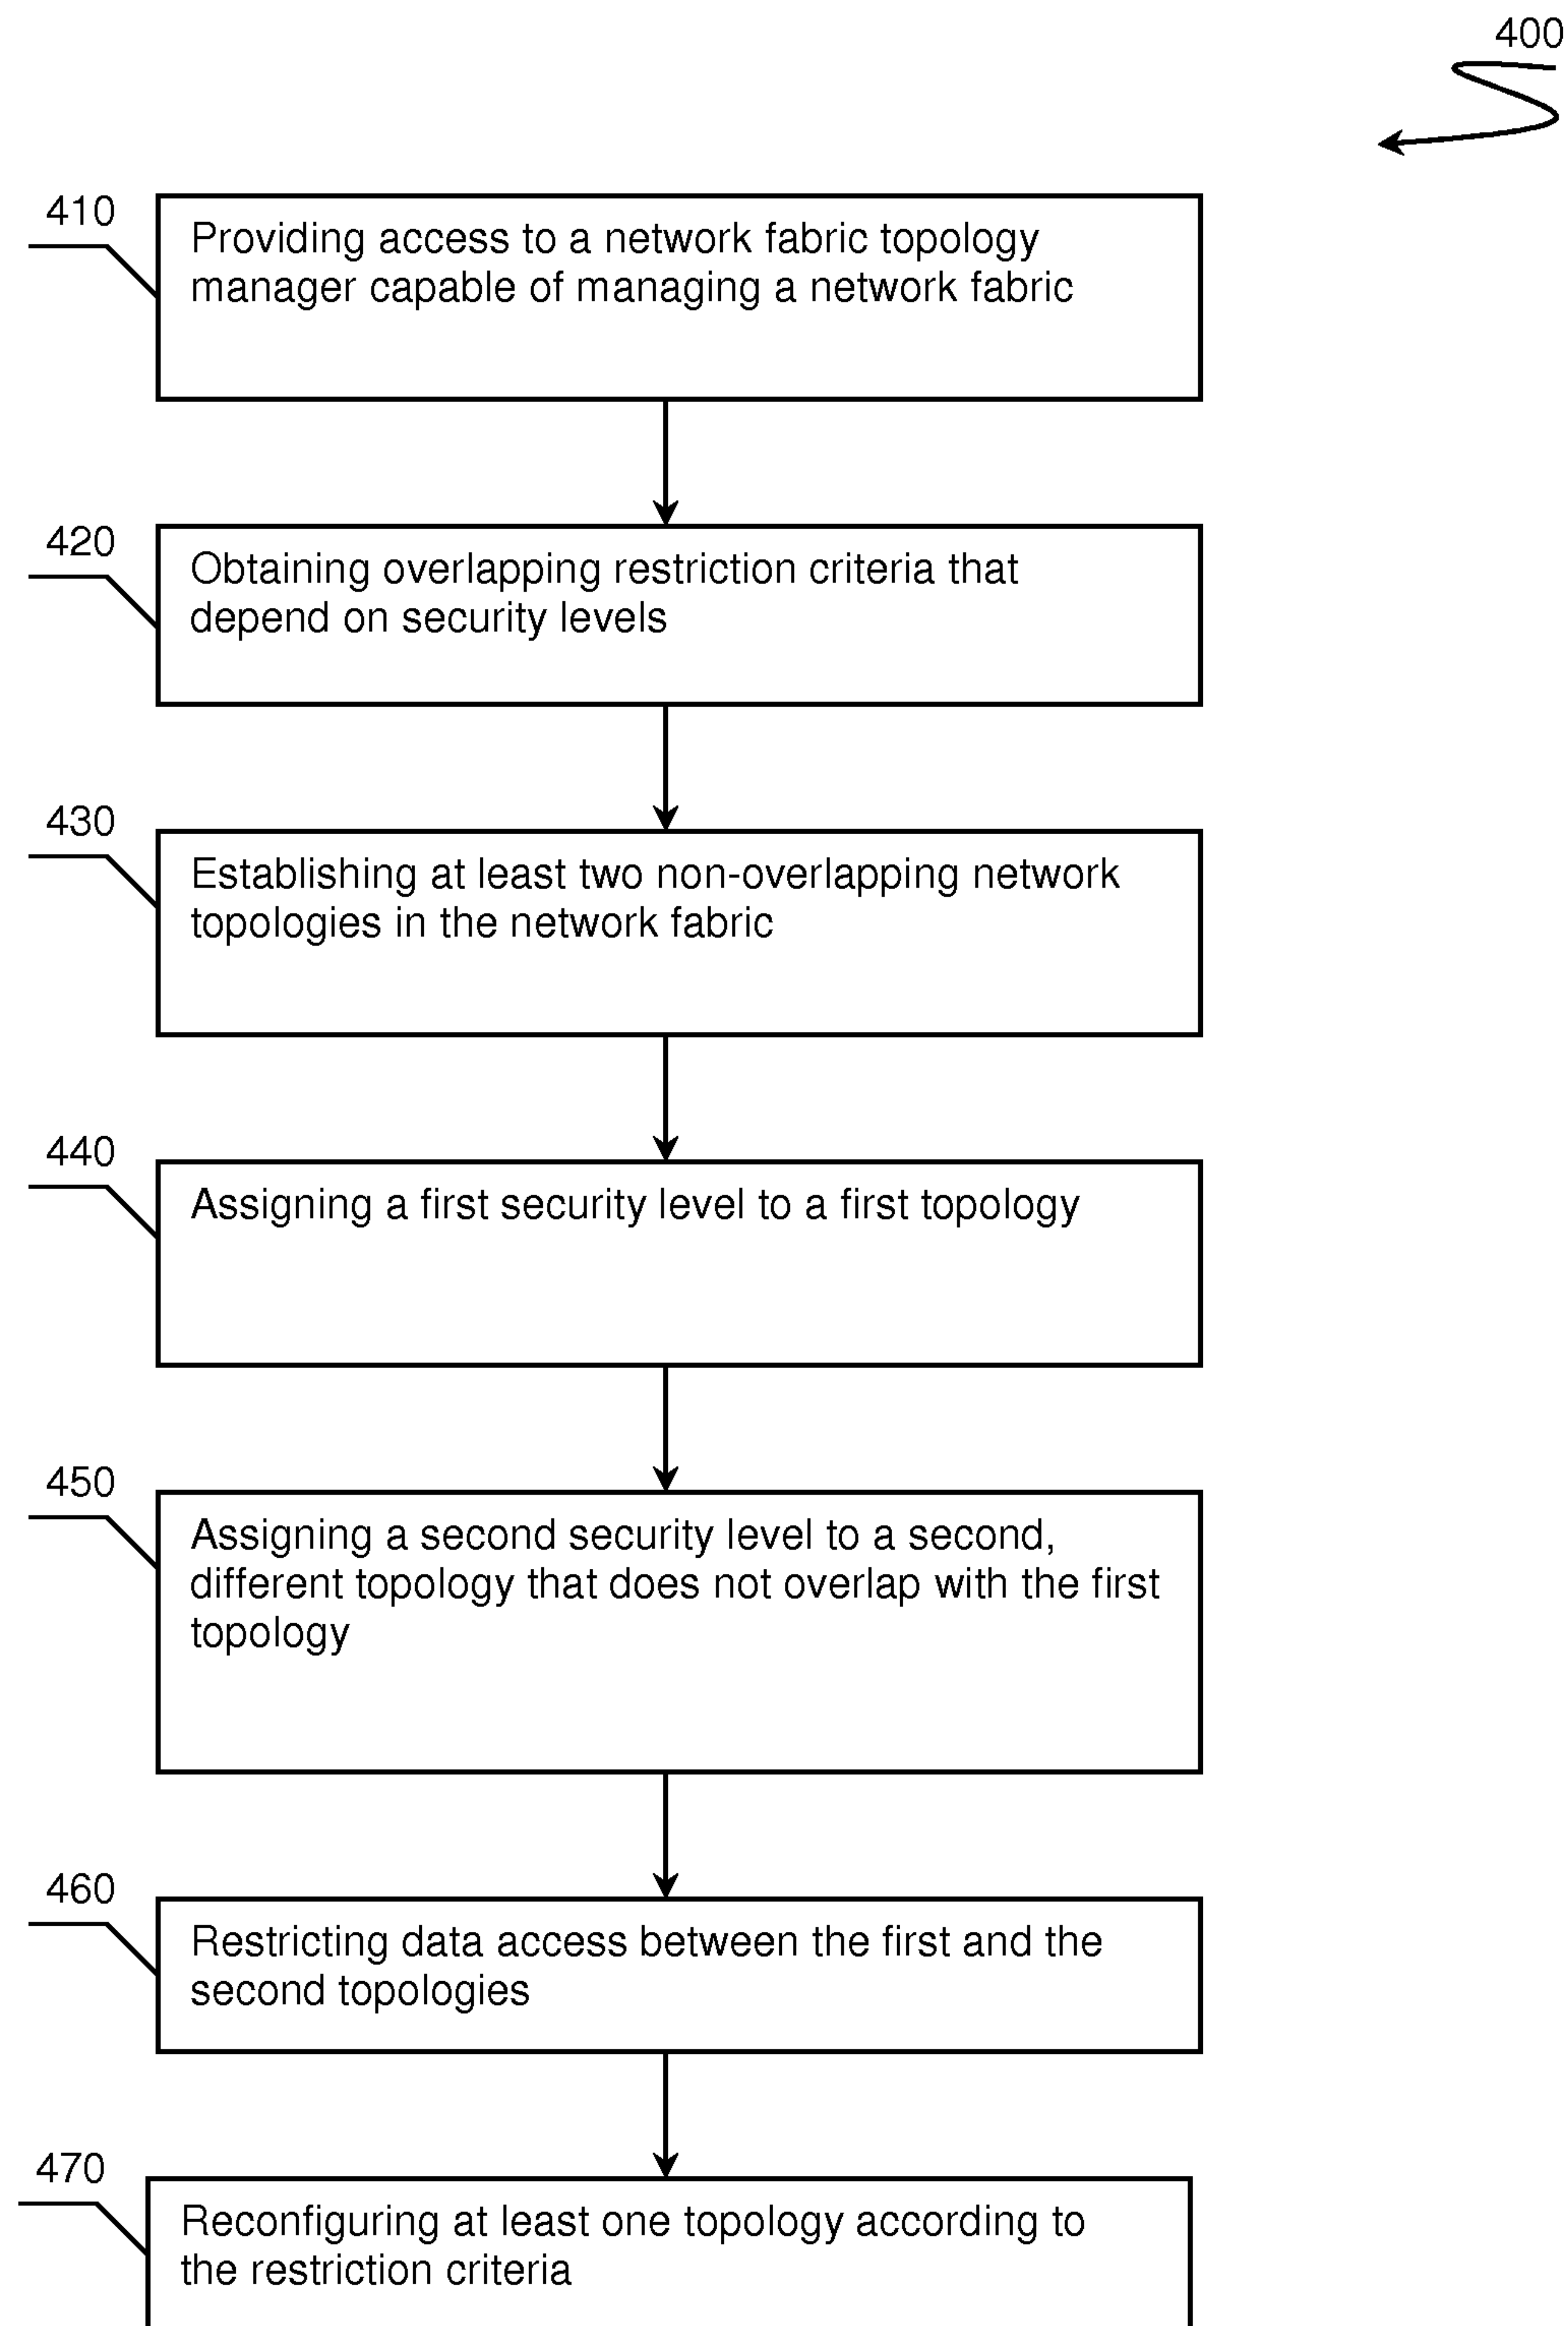 400
410
Providing access to a network fabric topology
manager capable of managing a network fabric
420
Obtaining overlapping restriction criteria that
depend on security levels
430
Establishing at least two non-overlapping network
topologies in the network fabric
440
Assigning a first security level to a first topology
450
Assigning a second security level to a second,
different topology that does not overlap with the first
topology
460
Restricting data access between the first and the
second topologies
470
Reconfiguring at least one topology according to
the restriction criteria